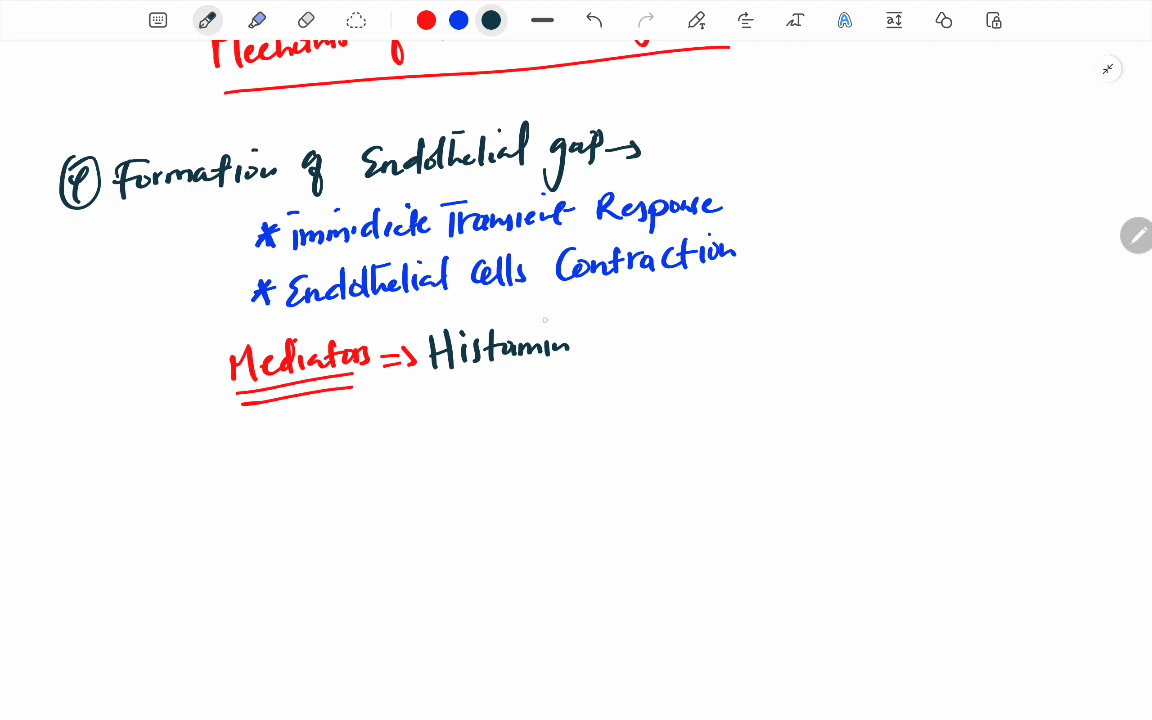 Formation of Endothelial gap →
* Immidiate Transient Response
* Endothelial Cells Contraction
Mediators => Histamin